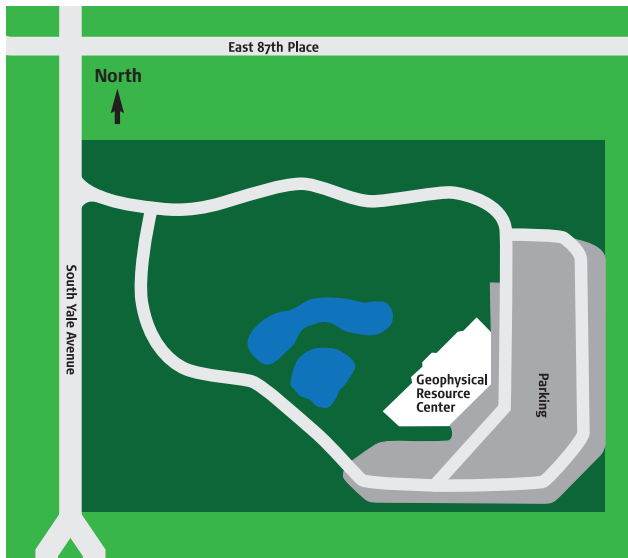 East 87th Place
North
South Yale Avenue
Geophysical
Resource
Center
Parking